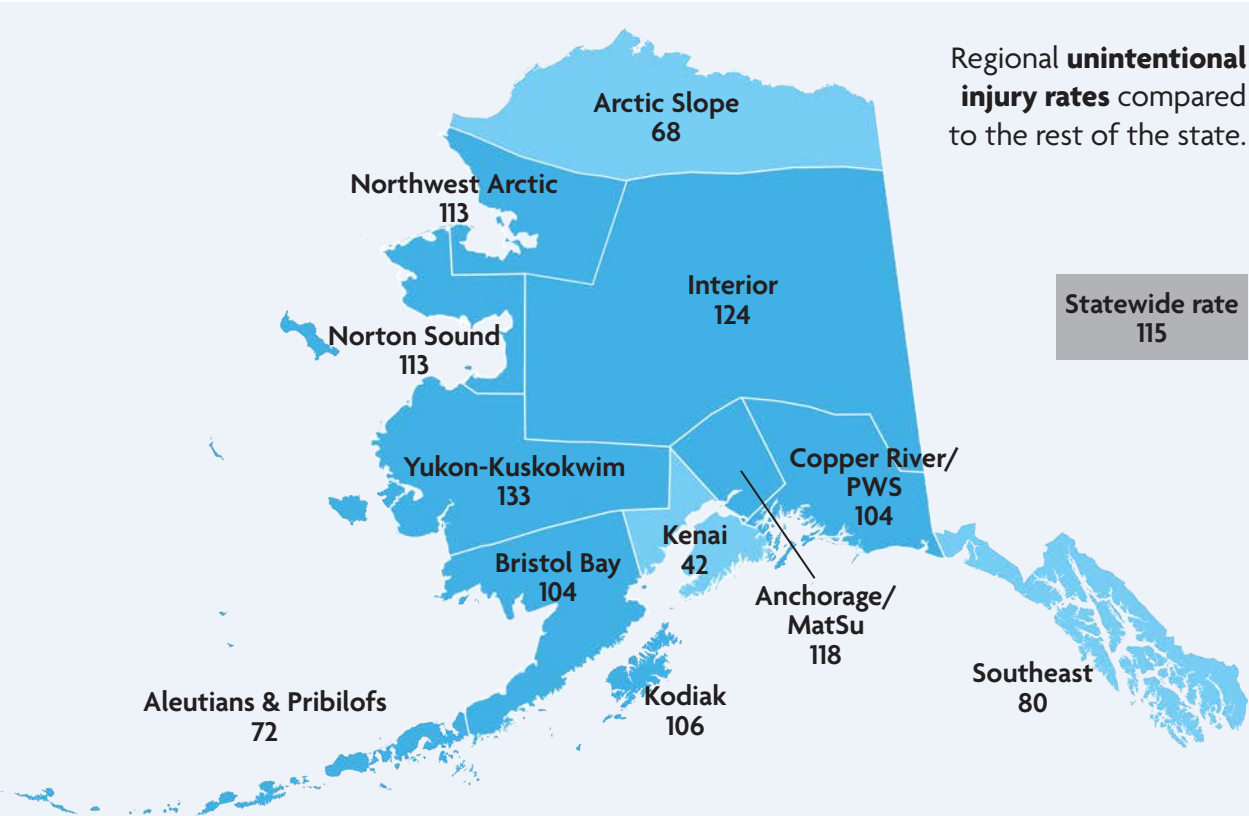 Regional unintentional
injury rates compared
to the rest of the state.
Arctic Slope
68
Northwest Arctic
113
Interior
124
Statewide rate
115
Norton Sound
113
Yukon-Kuskokwim
133
Copper River/
PWS
104
Kenai
42
Bristol Bay
104
Anchorage/
MatSu
118
Southeast
80
Kodiak
106
Aleutians & Pribilofs
72